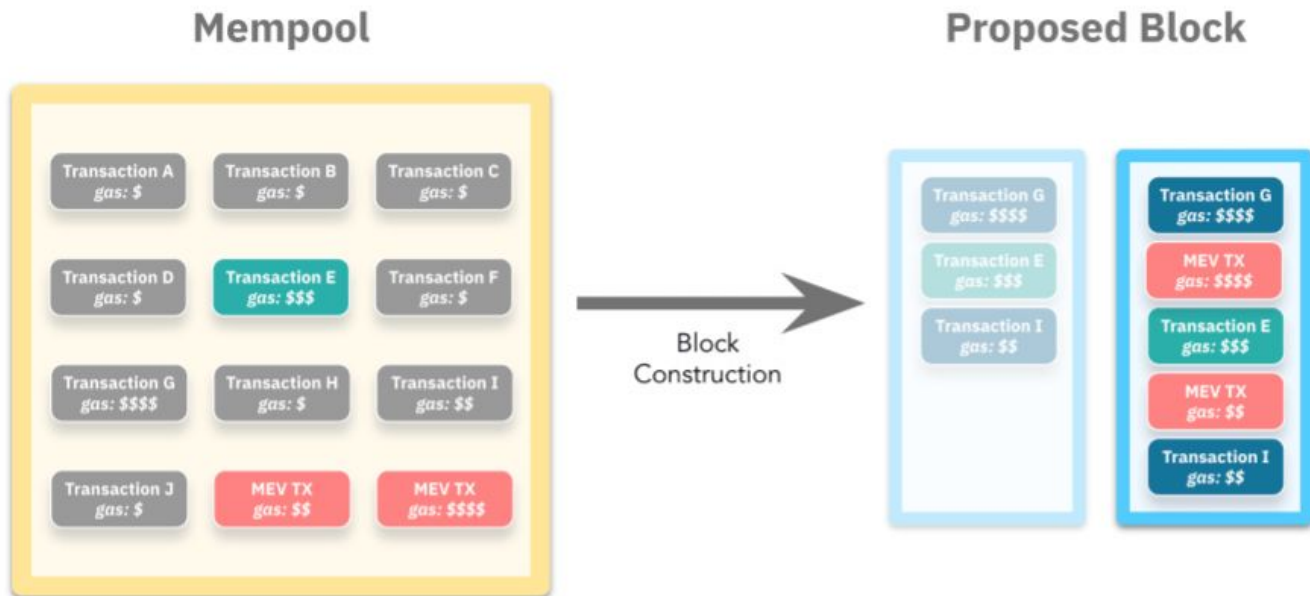 Mempool
Proposed Block
Transaction A
gas: $
Transaction B
gas: $
Transaction C
gas: $
Transaction D
gas: $
Transaction E
gas: $$$
Transaction F
gas: $
Transaction G
gas: $$$$
Transaction H
gas: $
Transaction I
gas: $$
Transaction J
gas: $
MEV TX
gas: $$
MEV TX
gas: $$$$
Block
Construction
Transaction G
gas: $$$$
Transaction E
gas: $$$
Transaction I
gas: $$
Transaction G
gas: $$$$
MEV TX
gas: $$$$
Transaction E
gas: $$$
MEV TX
gas: $$
Transaction I
gas: $$